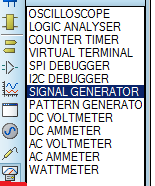 OSCILLOSCOPE
LOGIC ANALYSER
COUNTER TIMER
VIRTUAL TERMINAL
SPI DEBUGGER
I2C DEBUGGER
SIGNAL GENERATOR
PATTERN GENERATO
DC VOLTMETER
DC AMMETER
AC VOLTMETER
AC AMMETER
WATTMETER